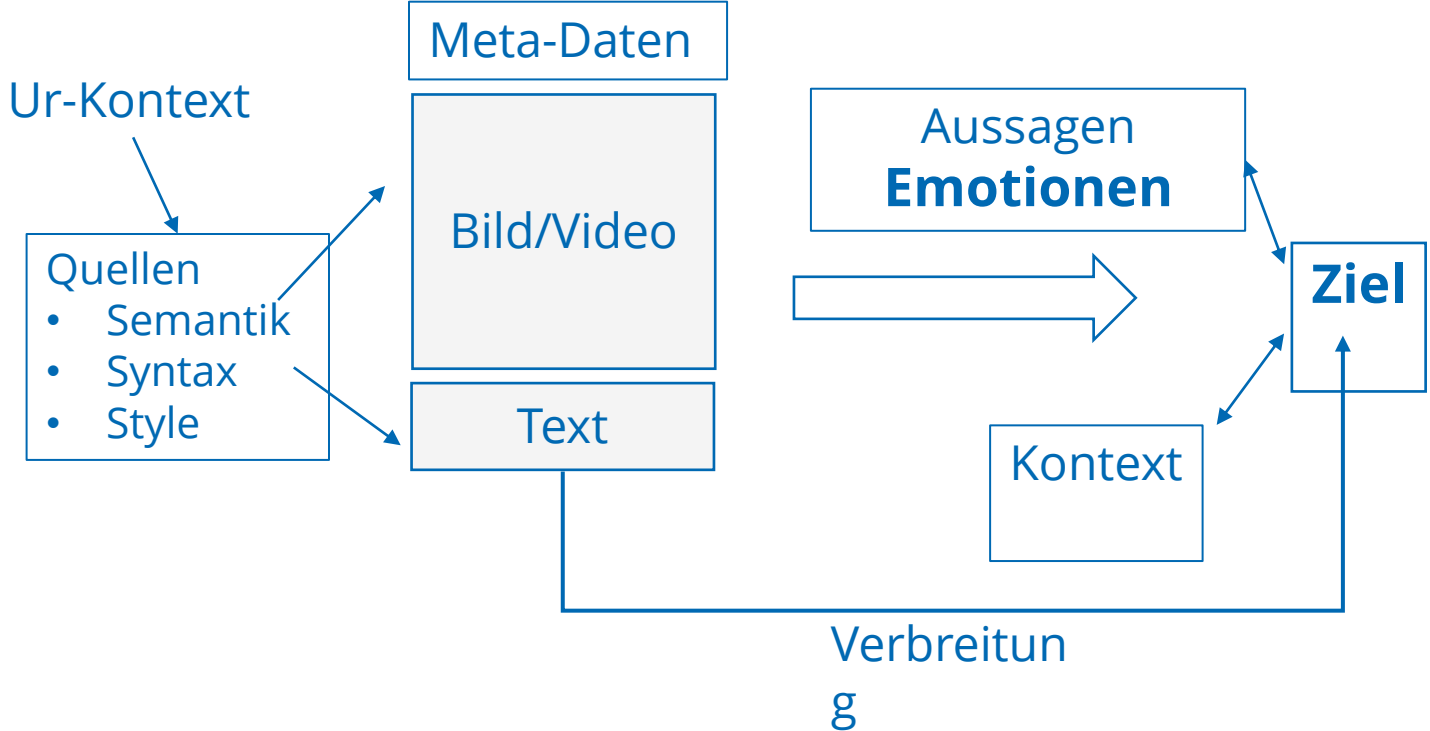 Meta-Daten
Ur-Kontext
Quellen
• Semantik
• Syntax
• Style
Bild/Video
Text
Aussagen
Emotionen
Ziel
Kontext
Verbreitun
g